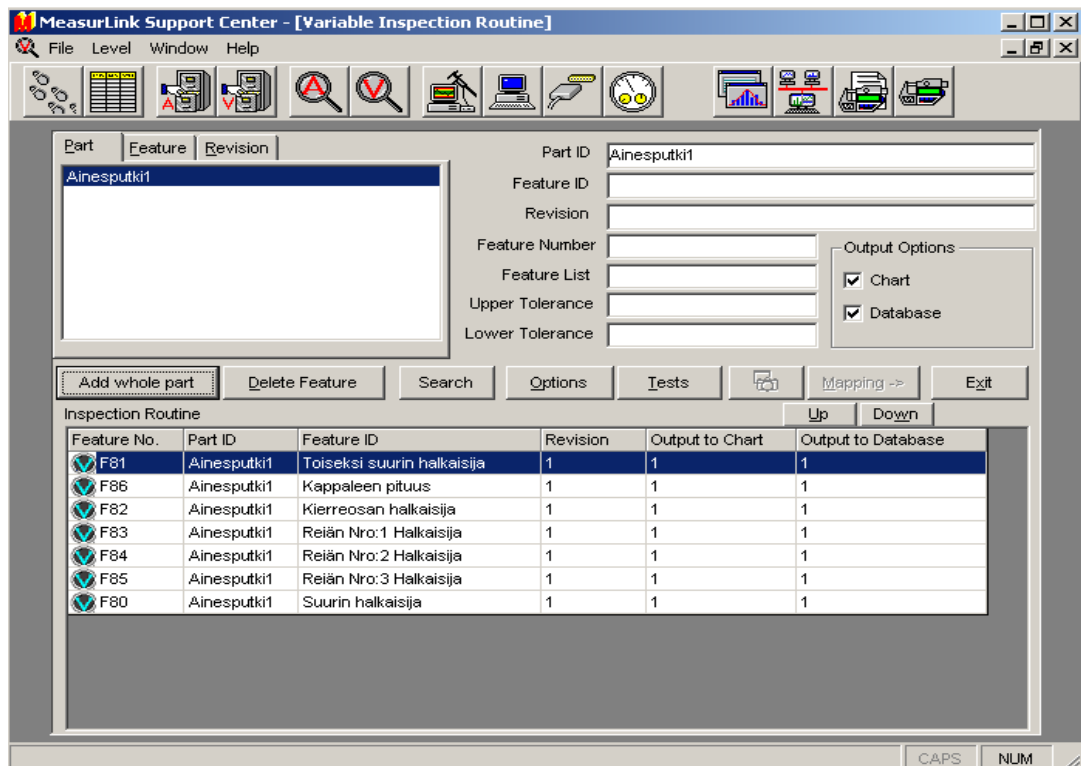 MeasurLink Support Center - [Variable Inspection Routine]
File Level Window Help
A V A V
Part Feature Revision
Ainesputki1
Part ID Ainesputki1
Feature ID
Revision
Feature Number
Feature List
Upper Tolerance
Lower Tolerance
Output Options
Chart
Database
Add whole part Delete Feature Search Options Tests Mapping -> Exit
Inspection Routine Up Down
Feature No. Part ID Feature ID Revision Output to Chart Output to Database
F81 Ainesputki1 Toiseksi suurin halkaisija 1 1 1
F86 Ainesputki1 Kappaleen pituus 1 1 1
F82 Ainesputki1 Kierreosan halkaisija 1 1 1
F83 Ainesputki1 Reiän Nro:1 Halkaisija 1 1 1
F84 Ainesputki1 Reiän Nro:2 Halkaisija 1 1 1
F85 Ainesputki1 Reiän Nro:3 Halkaisija 1 1 1
F80 Ainesputki1 Suurin halkaisija 1 1 1
CAPS NUM